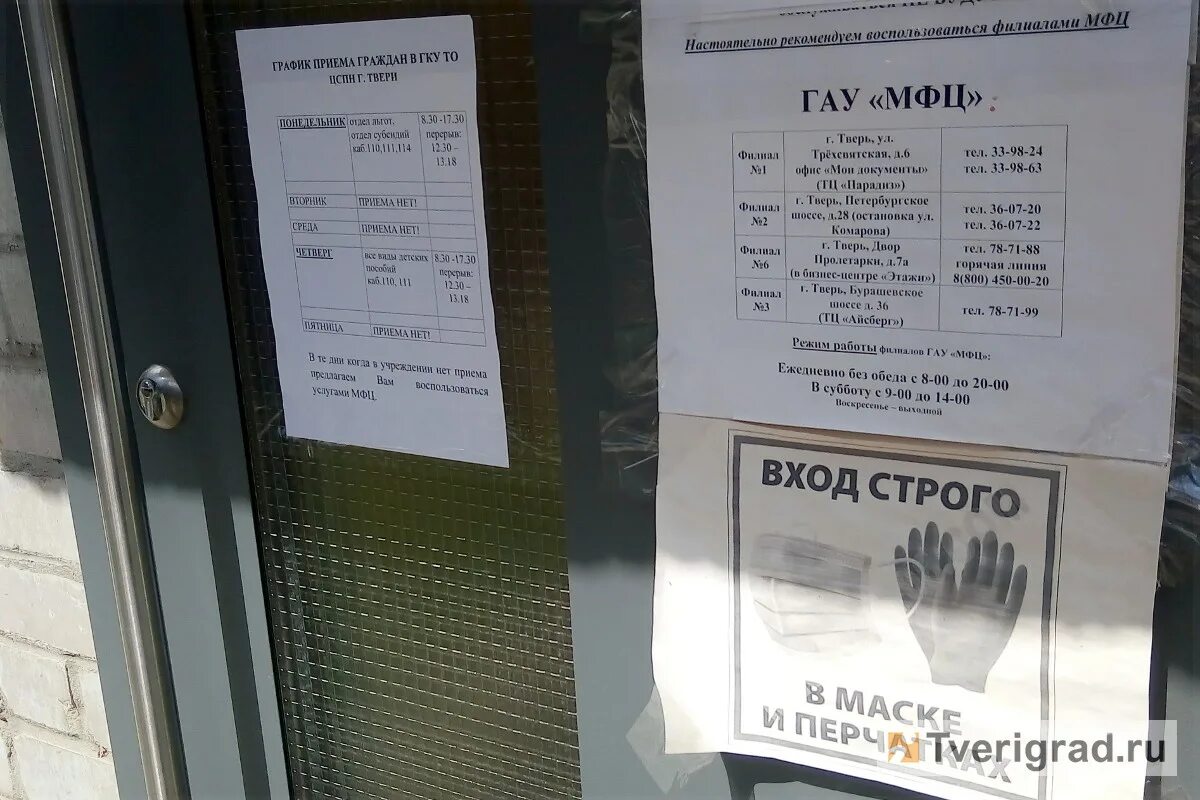 ГРАФИК ПРИЕМА ГРАЖДАН В ГКУ ТО
ЦСПН Г. ТВЕРИ
ПОНЕДЕЛЬНИК отдел льгот, 8.30 -17.30
отдел субсидий перерыв:
каб.110,111,114 12.30 –
13.18
ВТОРНИК ПРИЕМА НЕТ!
СРЕДА ПРИЕМА НЕТ!
ЧЕТВЕРГ все виды детских 8.30 -17.30
пособий перерыв:
каб.110, 111 12.30 –
13.18
ПЯТНИЦА ПРИЕМА НЕТ!
В те дни когда в учреждении нет приема
предлагаем Вам воспользоваться
услугами МФЦ.
Настоятельно рекомендуем воспользоваться филиалами МФЦ
ГАУ «МФЦ».
Филиал №1
г. Тверь, ул.
Трёхсвятская, д.6
офис «Мои документы»
(ТЦ «Парадиз»)
тел. 33-98-24
тел. 33-98-63
Филиал №2
г. Тверь, Петербургское
шоссе, д.28 (остановка ул.
Комарова)
тел. 36-07-20
тел. 36-07-22
Филиал №6
г. Тверь, Двор
Пролетарки, д.7а
(в бизнес-центре «Этажи»)
тел. 78-71-88
горячая линия
8(800) 450-00-20
Филиал №3
г. Тверь, Бурашевское
шоссе д. 36
(ТЦ «Айсберг»)
тел. 78-71-99
Режим работы филиалов ГАУ «МФЦ»:
Ежедневно без обеда с 8-00 до 20-00
В субботу с 9-00 до 14-00
Воскресенье – выходной
ВХОД СТРОГО
В МАСКЕ
И ПЕРЧАТКАХ
Tverigrad.ru